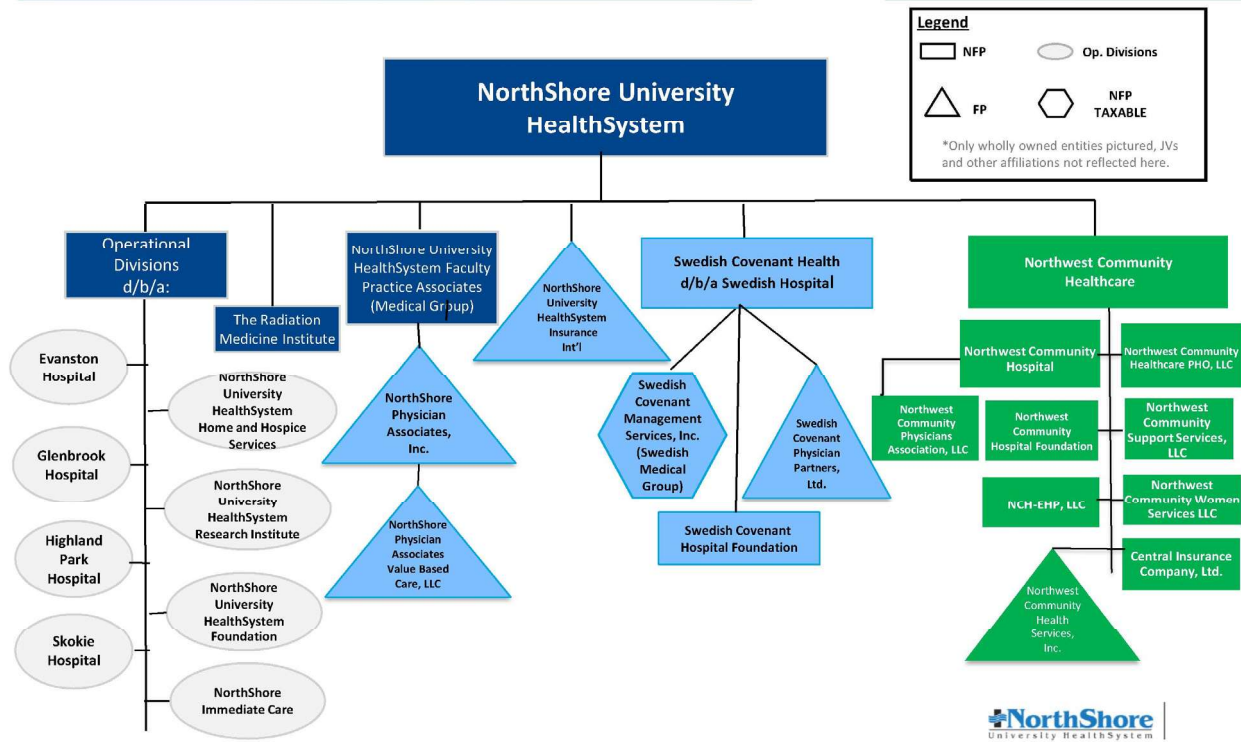 Legend
NFP
Op. Divisions
FP
NFP
TAXABLE
*Only wholly owned entities pictured, JVs
and other affiliations not reflected here.
NorthShore University
HealthSystem
Operational
Divisions
d/b/a:
The Radiation
Medicine Institute
NorthShore University
HealthSystem Faculty
Practice Associates
(Medical Group)
NorthShore
University
HealthSystem
Insurance
Int'l
Swedish Covenant Health
d/b/a Swedish Hospital
Northwest Community
Healthcare
Evanston
Hospital
NorthShore
University
HealthSystem
Home and Hospice
Services
Glenbrook
Hospital
NorthShore
University
HealthSystem
Research Institute
Highland
Park
Hospital
NorthShore
University
HealthSystem
Foundation
Skokie
Hospital
NorthShore
Immediate Care
NorthShore
Physician
Associates,
Inc.
NorthShore
Physician
Associates
Value Based
Care, LLC
Swedish
Covenant
Management
Services, Inc.
(Swedish
Medical
Group)
Swedish
Covenant
Physician
Partners,
Ltd.
Swedish Covenant
Hospital Foundation
Northwest Community
Hospital
Northwest Community
Healthcare PHO, LLC
Northwest
Community
Physicians
Association, LLC
Northwest
Community
Hospital Foundation
Northwest
Community
Support Services,
LLC
NCH-EHP, LLC
Northwest
Community Women
Services LLC
Central Insurance
Company, Ltd.
Northwest
Community
Health
Services,
Inc.
NorthShore
University HealthSystem